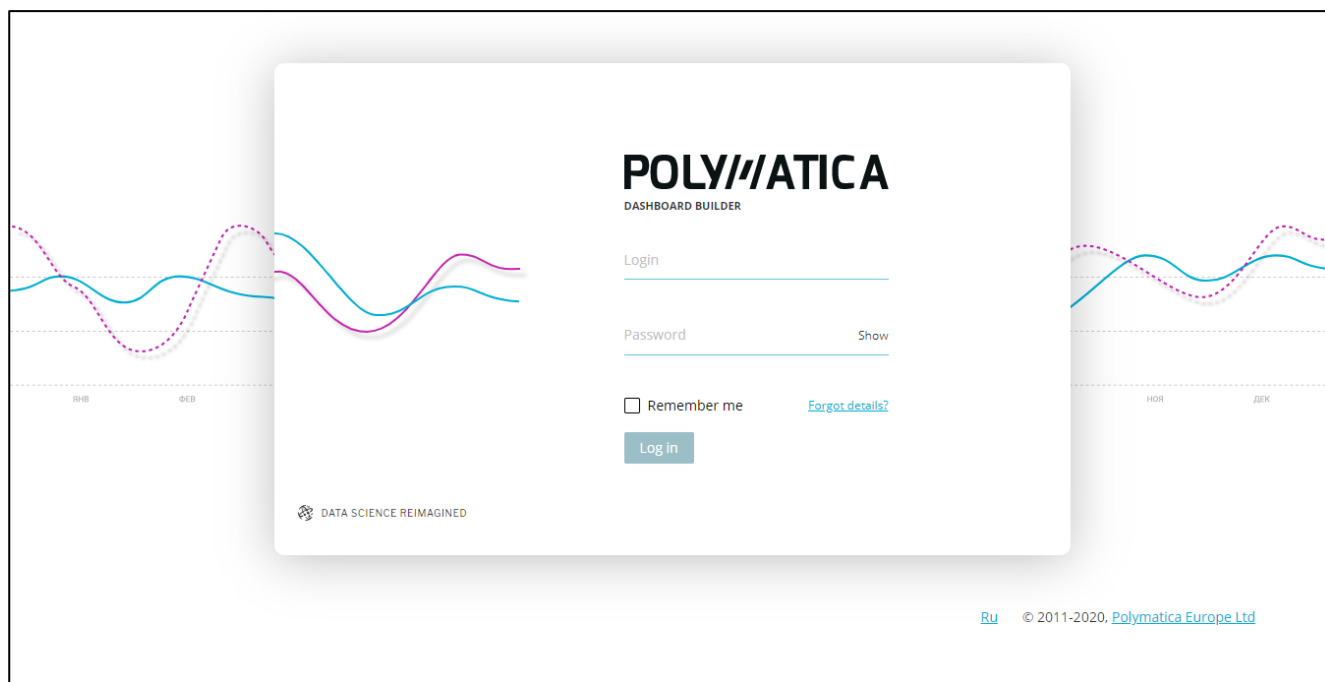 POLYMATICA
DASHBOARD BUILDER
Login
Password Show
Remember me Forgot details?
Log in
ЯНВ ФЕВ НОЯ ДЕК
DATA SCIENCE REIMAGINED
Ru © 2011-2020, Polymatica Europe Ltd